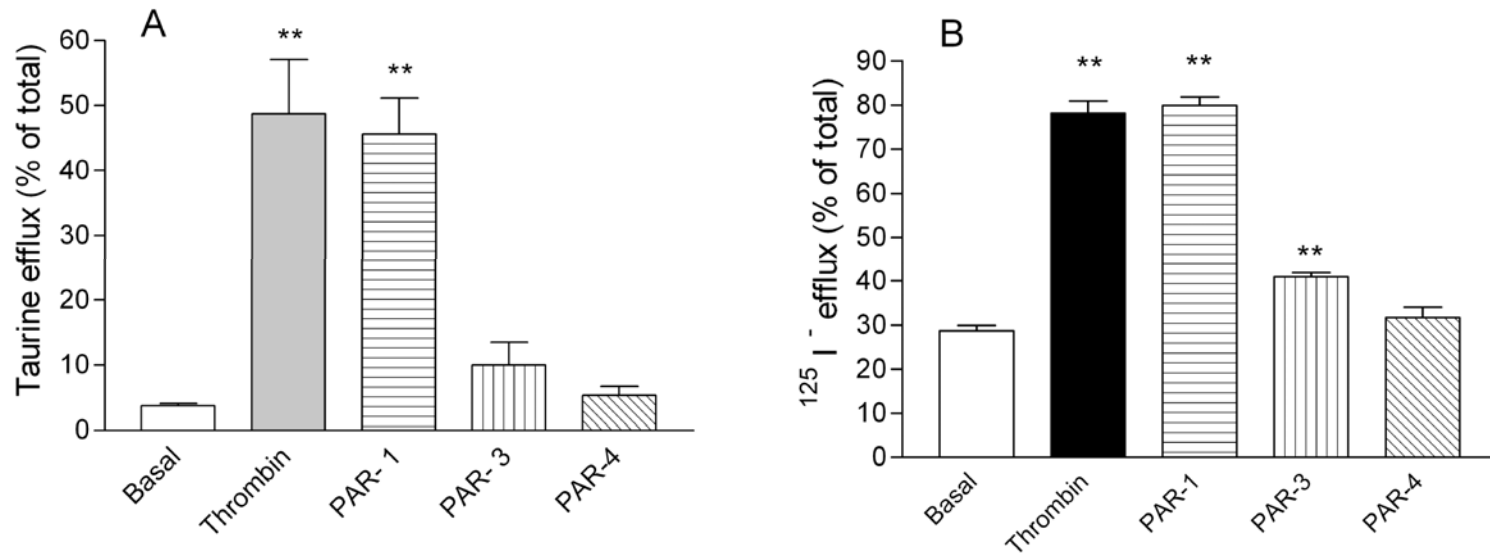 A
Taurine efflux (% of total)
60
50
40
30
20
10
0
**
**
Basal
Thrombin
PAR- 1
PAR- 3
PAR-4
B
125 I - efflux (% of total)
90
80
70
60
50
40
30
20
10
0
**
**
**
Basal
Thrombin
PAR-1
PAR-3
PAR-4